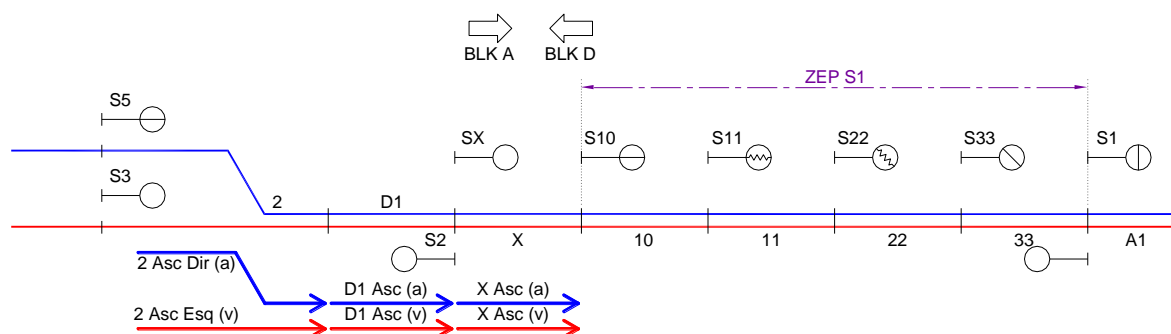 BLK A
BLK D
ZEP S1
S5
SX
S10
S11
S22
S33
S1
S3
2
D1
S2
X
10
11
22
33
A1
2 Asc Dir (a)
D1 Asc (a)
X Asc (a)
2 Asc Esq (v)
D1 Asc (v)
X Asc (v)